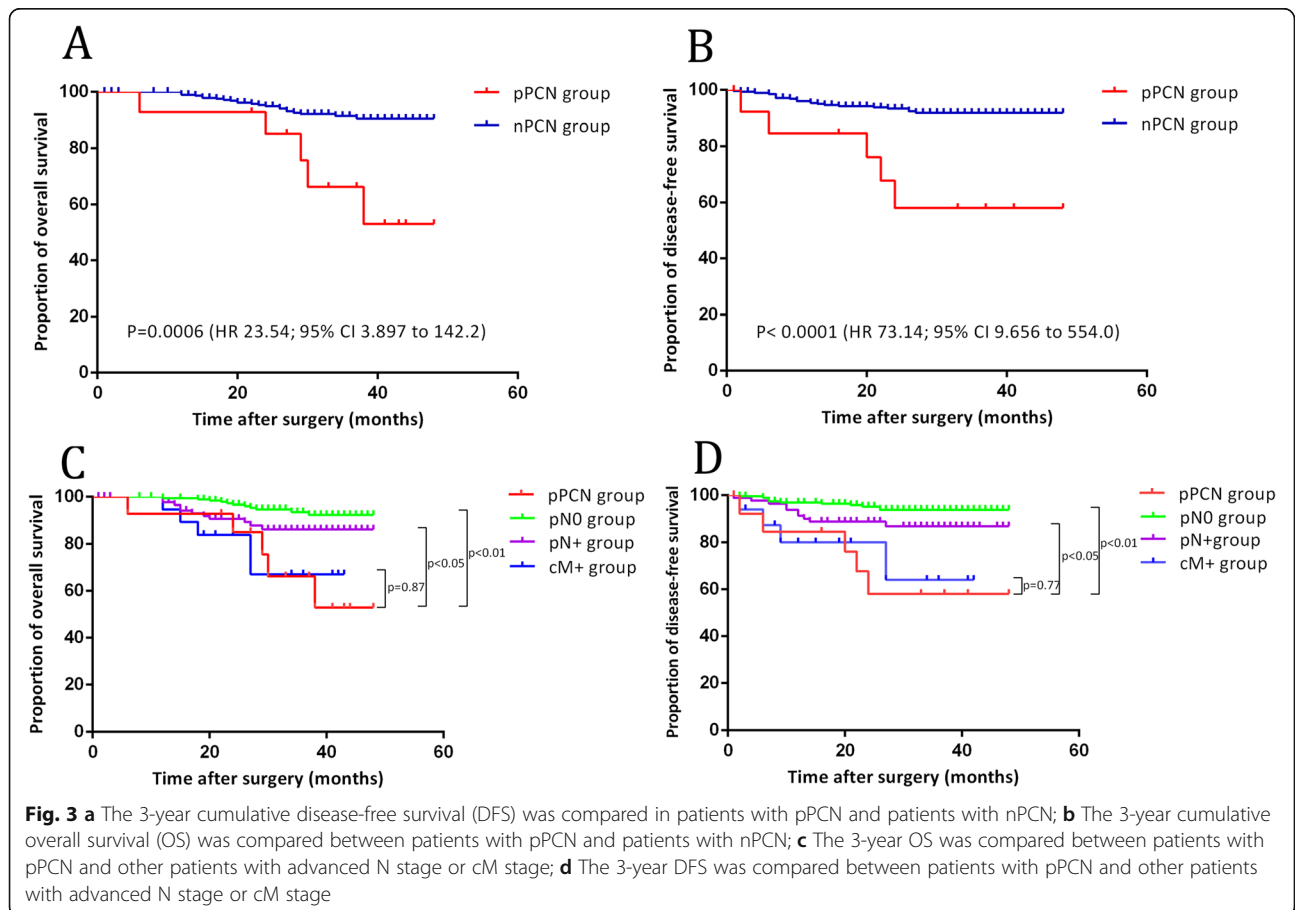 A
Proportion of overall survival
100
80
60
40
20
0
0 20 40 60
Time after surgery (months)
pPCN group
nPCN group
P=0.0006 (HR 23.54; 95% CI 3.897 to 142.2)
B
Proportion of disease-free survival
100
80
60
40
20
0
0 20 40 60
Time after surgery (months)
pPCN group
nPCN group
P< 0.0001 (HR 73.14; 95% CI 9.656 to 554.0)
C
Proportion of overall survival
100
80
60
40
20
0
0 20 40 60
Time after surgery (months)
pPCN group
pN0 group
pN+ group
cM+ group
p=0.87
p<0.05
p<0.01
D
Proportion of disease-free survival
100
80
60
40
20
0
0 20 40 60
Time after surgery (months)
pPCN group
pN0 group
pN+group
cM+ group
p=0.77
p<0.05
p<0.01
Fig. 3 a The 3-year cumulative disease-free survival (DFS) was compared in patients with pPCN and patients with nPCN; b The 3-year cumulative
overall survival (OS) was compared between patients with pPCN and patients with nPCN; c The 3-year OS was compared between patients with
pPCN and other patients with advanced N stage or cM stage; d The 3-year DFS was compared between patients with pPCN and other patients
with advanced N stage or cM stage